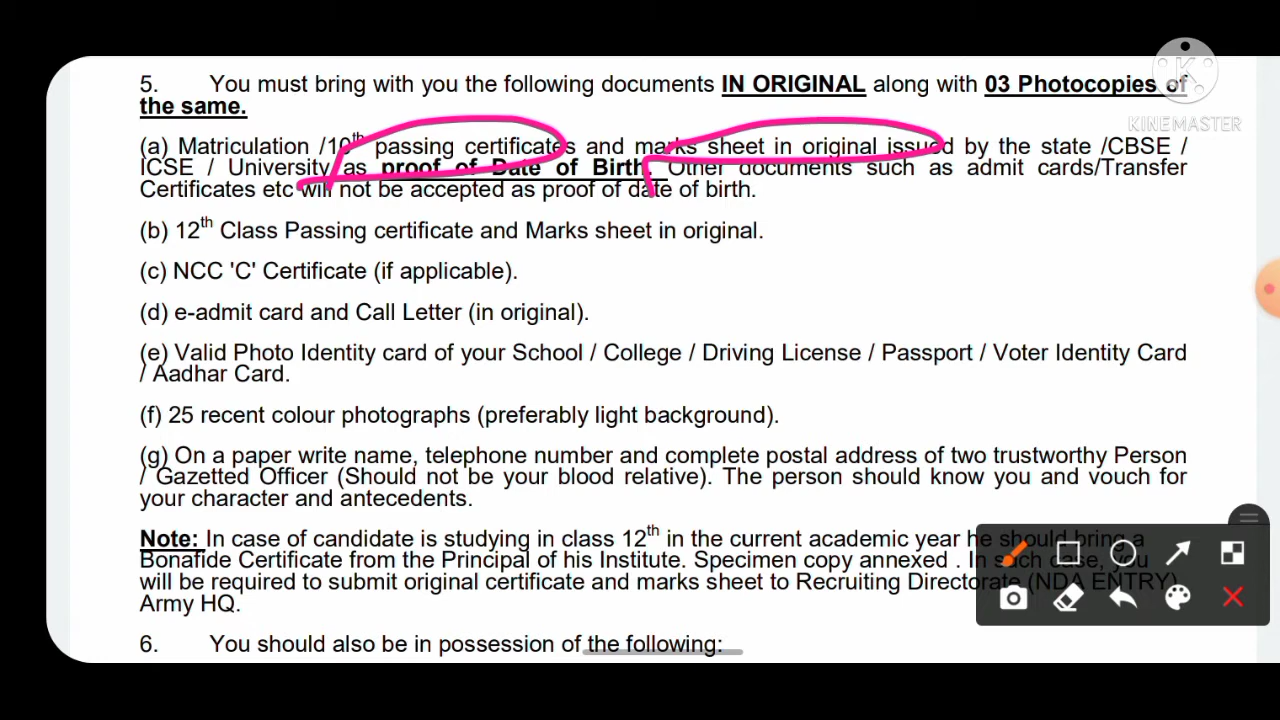 5. You must bring with you the following documents IN ORIGINAL along with 03 Photocopies of
the same.
KINEMASTER
(a) Matriculation /10th passing certificates and marks sheet in original issued by the state /CBSE /
ICSE / University as proof of Date of Birth. Other documents such as admit cards/Transfer
Certificates etc will not be accepted as proof of date of birth.
(b) 12th Class Passing certificate and Marks sheet in original.
(c) NCC 'C' Certificate (if applicable).
(d) e-admit card and Call Letter (in original).
(e) Valid Photo Identity card of your School / College / Driving License / Passport / Voter Identity Card
/ Aadhar Card.
(f) 25 recent colour photographs (preferably light background).
(g) On a paper write name, telephone number and complete postal address of two trustworthy Person
/ Gazetted Officer (Should not be your blood relative). The person should know you and vouch for
your character and antecedents.
Note: In case of candidate is studying in class 12th in the current academic year he should bring a
Bonafide Certificate from the Principal of his Institute. Specimen copy annexed . In such case, you
will be required to submit original certificate and marks sheet to Recruiting Directorate (NDA ENTRY),
Army HQ.
6. You should also be in possession of the following: